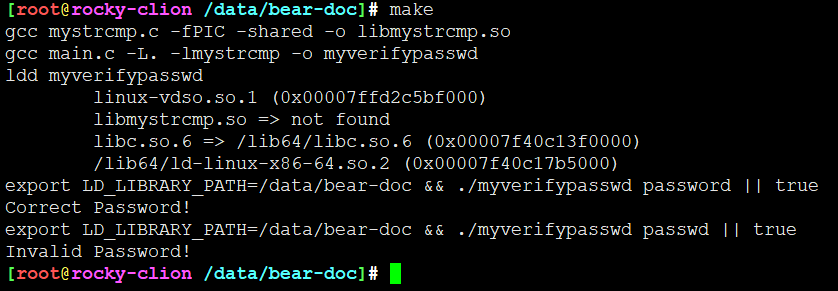 [root@rocky-clion /data/bear-doc]# make
gcc mystrcmp.c -fPIC -shared -o libmystrcmp.so
gcc main.c -L. -lmystrcmp -o myverifypasswd
ldd myverifypasswd
        linux-vdso.so.1 (0x00007ffd2c5bf000)
        libmystrcmp.so => not found
        libc.so.6 => /lib64/libc.so.6 (0x00007f40c13f0000)
        /lib64/ld-linux-x86-64.so.2 (0x00007f40c17b5000)
export LD_LIBRARY_PATH=/data/bear-doc && ./myverifypasswd password || true
Correct Password!
export LD_LIBRARY_PATH=/data/bear-doc && ./myverifypasswd passwd || true
Invalid Password!
[root@rocky-clion /data/bear-doc]#